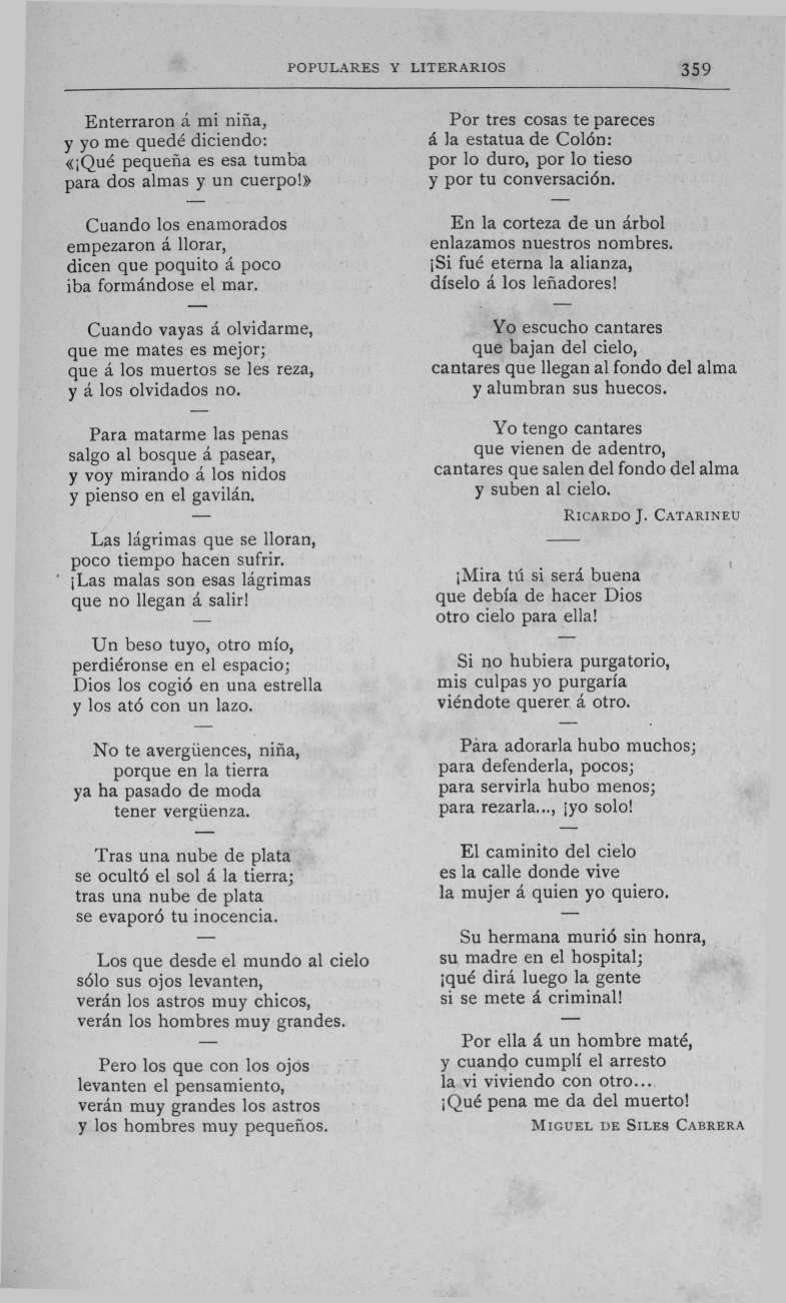 POPULARES Y LITERARIOS 359
Enterraron á mi niña,
y yo me quedé diciendo:
«¡Qué pequeña es esa tumba
para dos almas y un cuerpo!»
—
Cuando los enamorados
empezaron á llorar,
dicen que poquito á poco
iba formándose el mar.
—
Cuando vayas á olvidarme,
que me mates es mejor;
que á los muertos se les reza,
y á los olvidados no.
—
Para matarme las penas
salgo al bosque á pasear,
y voy mirando á los nidos
y pienso en el gavilán.
—
Las lágrimas que se lloran,
poco tiempo hacen sufrir.
¡Las malas son esas lágrimas
que no llegan á salir!
—
Un beso tuyo, otro mío,
perdiéronse en el espacio;
Dios los cogió en una estrella
y los ató con un lazo.
—
No te avergüences, niña,
porque en la tierra
ya ha pasado de moda
tener vergüenza.
—
Tras una nube de plata
se ocultó el sol á la tierra;
tras una nube de plata
se evaporó tu inocencia.
—
Los que desde el mundo al cielo
sólo sus ojos levanten,
verán los astros muy chicos,
verán los hombres muy grandes.
—
Pero los que con los ojos
levanten el pensamiento,
verán muy grandes los astros
y los hombres muy pequeños.
Por tres cosas te pareces
á la estatua de Colón:
por lo duro, por lo tieso
y por tu conversación.
—
En la corteza de un árbol
enlazamos nuestros nombres.
¡Si fué eterna la alianza,
díselo á los leñadores!
—
Yo escucho cantares
que bajan del cielo,
cantares que llegan al fondo del alma
y alumbran sus huecos.
Yo tengo cantares
que vienen de adentro,
cantares que salen del fondo del alma
y suben al cielo.
RICARDO J. CATARINEU
—
¡Mira tú si será buena
que debía de hacer Dios
otro cielo para ella!
—
Si no hubiera purgatorio,
mis culpas yo purgaría
viéndote querer á otro.
—
Para adorarla hubo muchos;
para defenderla, pocos;
para servirla hubo menos;
para rezarla..., ¡yo solo!
—
El caminito del cielo
es la calle donde vive
la mujer á quien yo quiero.
—
Su hermana murió sin honra,
su madre en el hospital;
¡qué dirá luego la gente
si se mete á criminal!
—
Por ella á un hombre maté,
y cuando cumplí el arresto
la vi viviendo con otro...
¡Qué pena me da del muerto!
MIGUEL DE SILES CABRERA